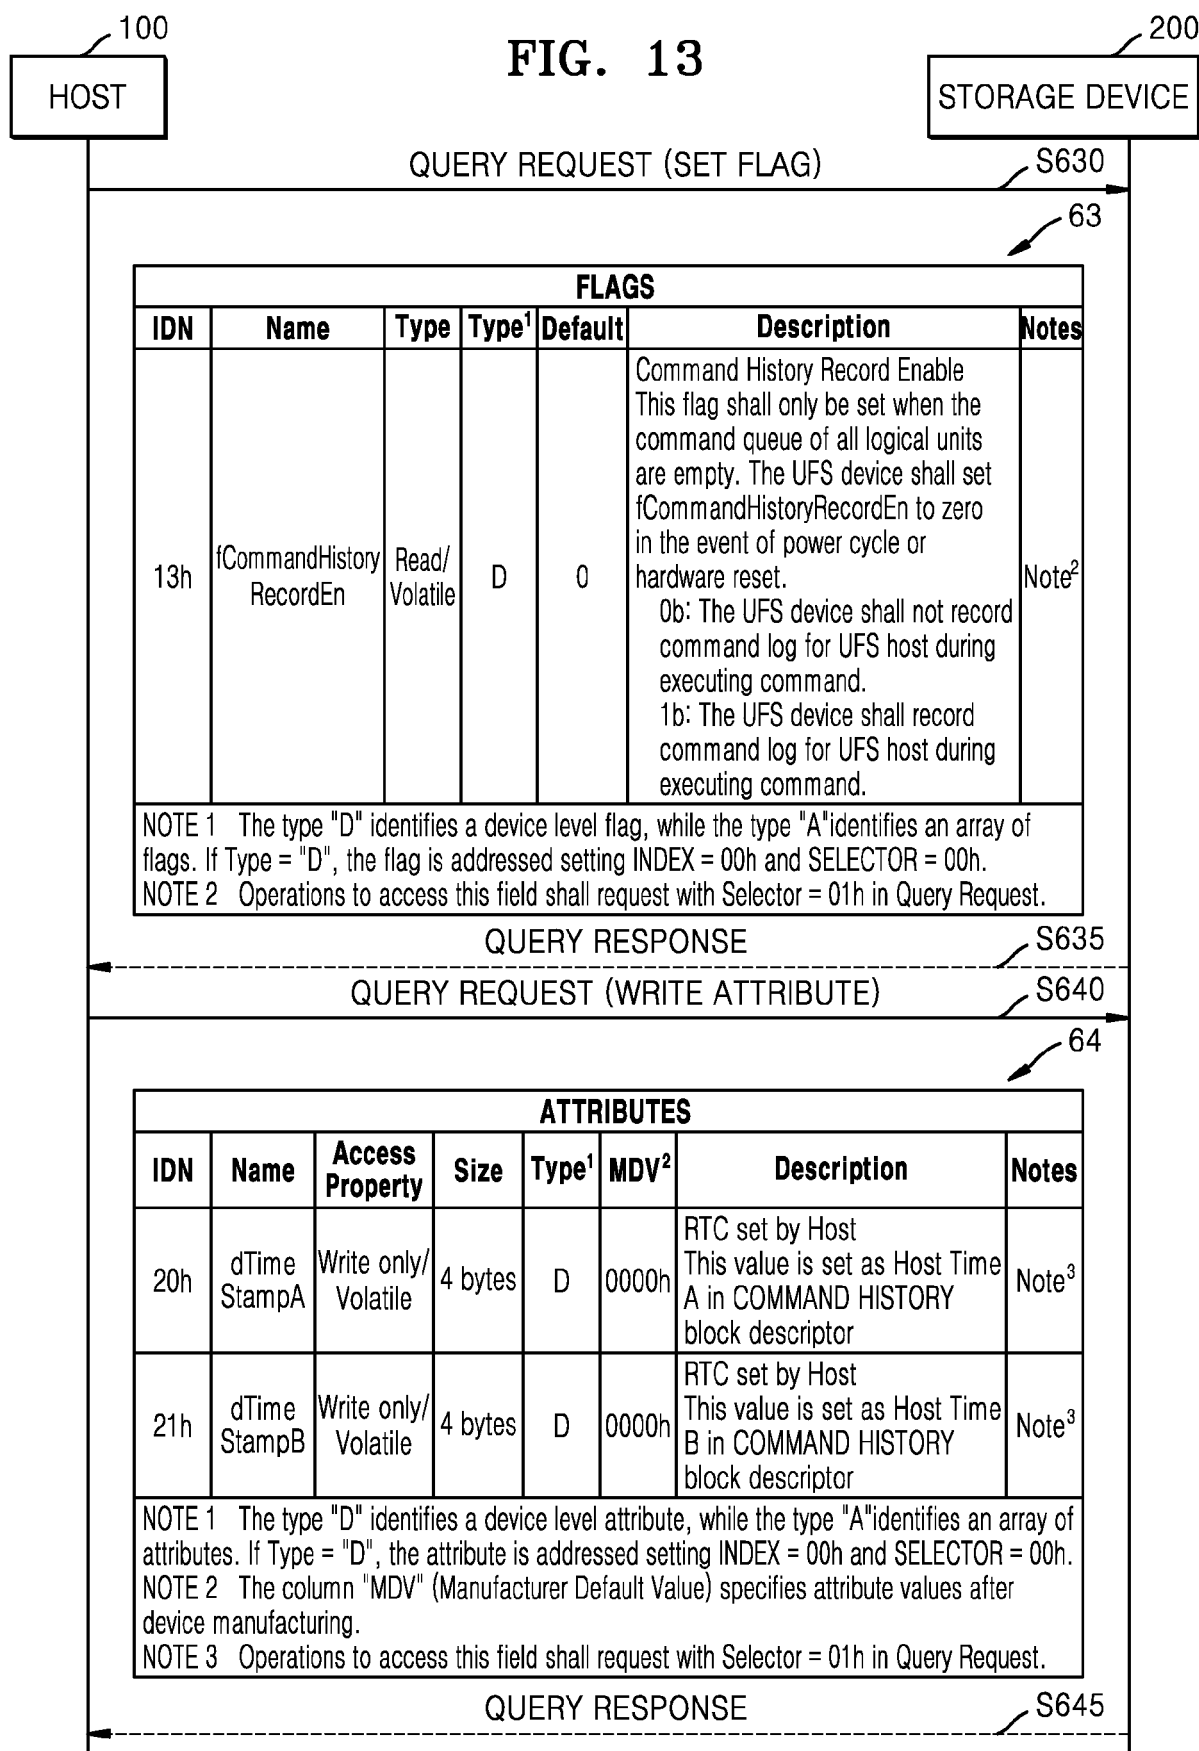 100
200
FIG. 13
HOST
STORAGE DEVICE
QUERY REQUEST (SET FLAG)
S630
63
FLAGS
IDN Name Type Type¹ Default Description Notes
13h
fCommandHistory
RecordEn
Read/
Volatile
D
0
Command History Record Enable
This flag shall only be set when the
command queue of all logical units
are empty. The UFS device shall set
fCommandHistoryRecordEn to zero
in the event of power cycle or
hardware reset.
0b: The UFS device shall not record
command log for UFS host during
executing command.
1b: The UFS device shall record
command log for UFS host during
executing command.
Note²
NOTE 1 The type "D" identifies a device level flag, while the type "A"identifies an array of
flags. If Type = "D", the flag is addressed setting INDEX = 00h and SELECTOR = 00h.
NOTE 2 Operations to access this field shall request with Selector = 01h in Query Request.
QUERY RESPONSE
S635
QUERY REQUEST (WRITE ATTRIBUTE)
S640
64
ATTRIBUTES
IDN Name Access Property Size Type¹ MDV² Description Notes
20h
dTime
StampA
Write only/
Volatile
4 bytes
D
0000h
RTC set by Host
This value is set as Host Time
A in COMMAND HISTORY
block descriptor
Note³
21h
dTime
StampB
Write only/
Volatile
4 bytes
D
0000h
RTC set by Host
This value is set as Host Time
B in COMMAND HISTORY
block descriptor
Note³
NOTE 1 The type "D" identifies a device level attribute, while the type "A"identifies an array of
attributes. If Type = "D", the attribute is addressed setting INDEX = 00h and SELECTOR = 00h.
NOTE 2 The column "MDV" (Manufacturer Default Value) specifies attribute values after
device manufacturing.
NOTE 3 Operations to access this field shall request with Selector = 01h in Query Request.
QUERY RESPONSE
S645